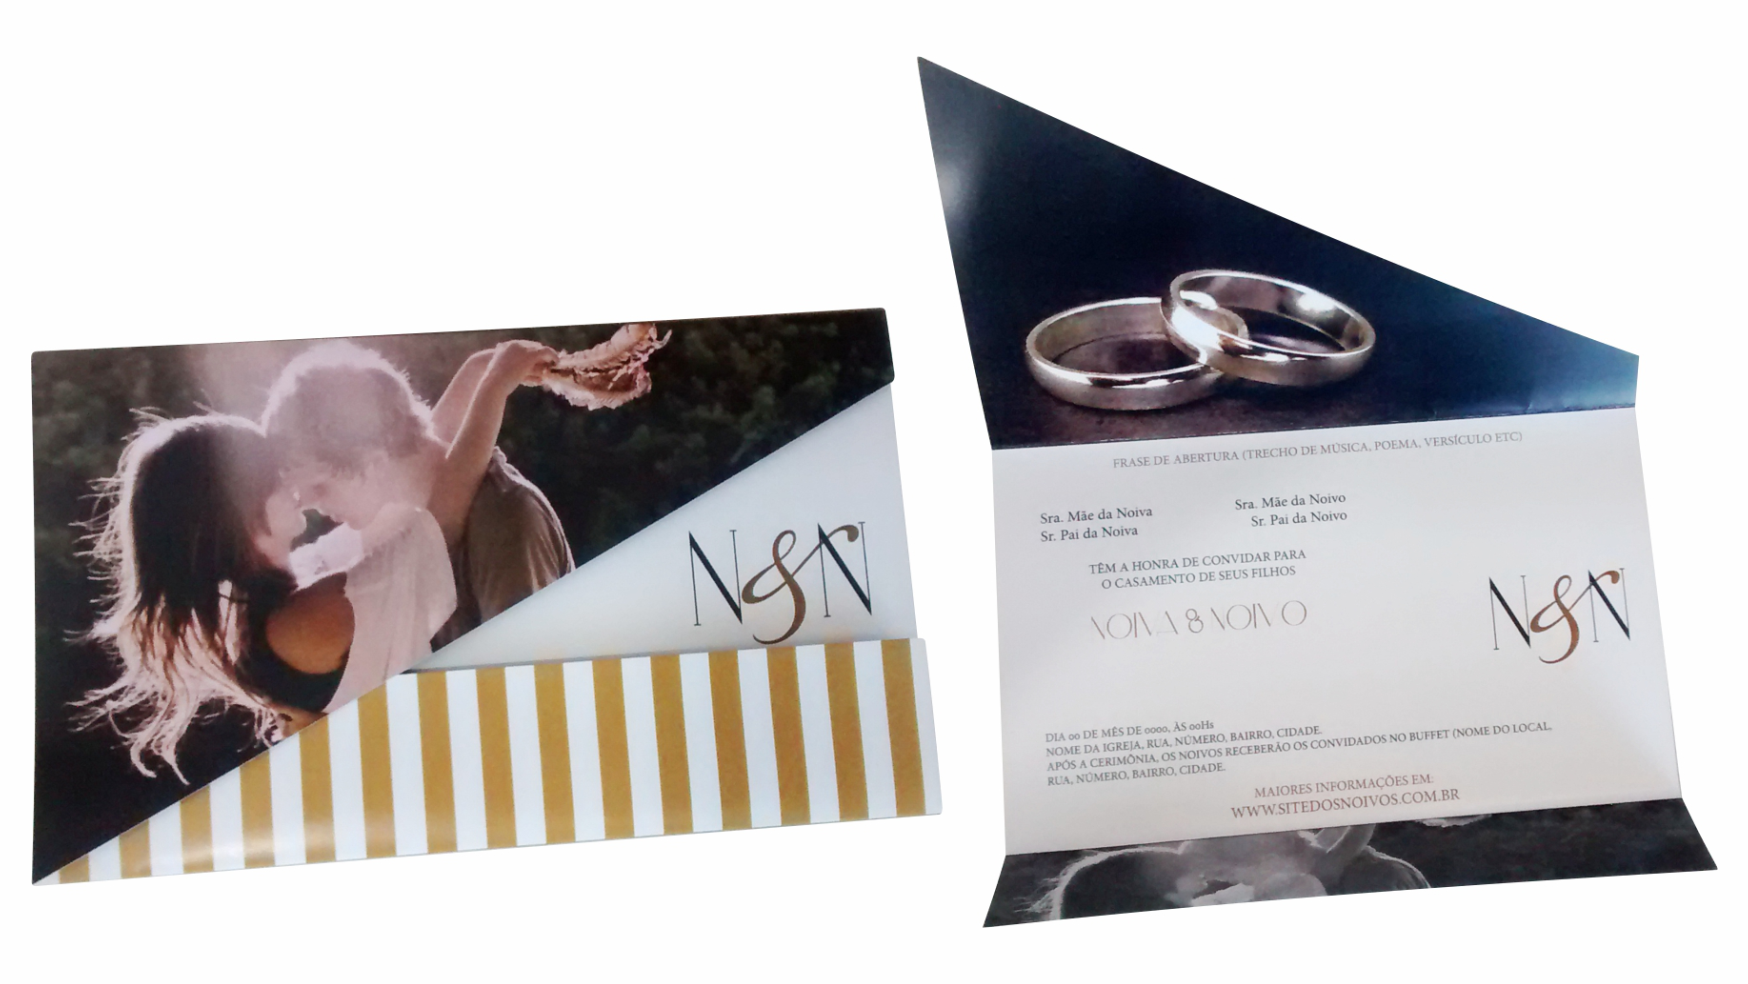 N&N
FRASE DE ABERTURA (TRECHO DE MÚSICA, POEMA, VERSÍCULO ETC)
Sra. Mãe da Noiva
Sr. Pai da Noiva
Sra. Mãe da Noivo
Sr. Pai da Noivo
TÊM A HONRA DE CONVIDAR PARA
O CASAMENTO DE SEUS FILHOS
NOIVA & NOIVO
N&N
DIA 00 DE MÊS DE 0000, ÀS 00Hs
NOME DA IGREJA, RUA, NÚMERO, BAIRRO, CIDADE.
APÓS A CERIMÔNIA, OS NOIVOS RECEBERÃO OS CONVIDADOS NO BUFFET (NOME DO LOCAL,
RUA, NÚMERO, BAIRRO, CIDADE.
MAIORES INFORMAÇÕES EM:
WWW.SITEDOSNOIVOS.COM.BR